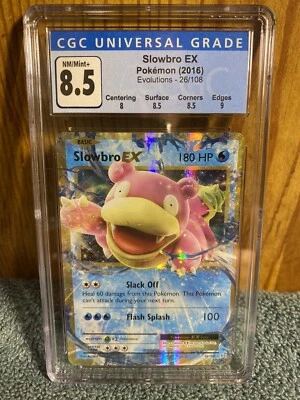 CGC UNIVERSAL GRADE
NM/Mint+
8.5
Slowbro EX
Pokémon (2016)
Evolutions - 26/108
Centering Surface Corners Edges
8 8.5 8.5 9
BASIC
Slowbro EX 180 HP
Slack Off
Heal 60 damage from this Pokémon. This Pokémon
can't attack during your next turn.
Flash Splash 100